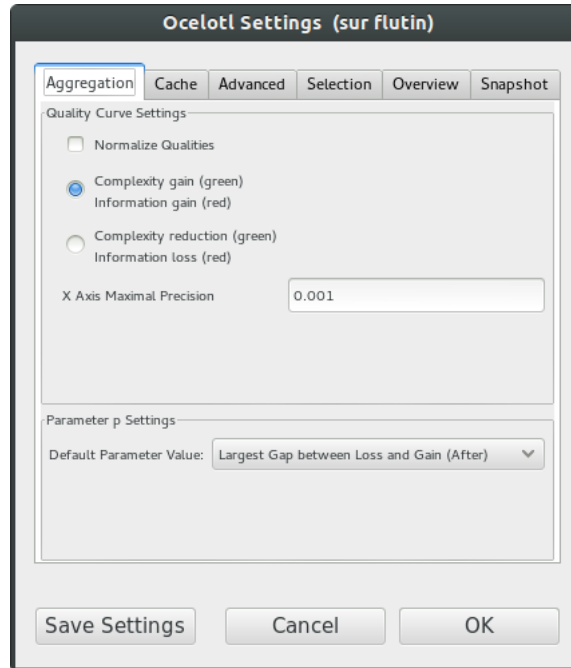 Ocelotl Settings (sur flutin)
Aggregation Cache Advanced Selection Overview Snapshot
Quality Curve Settings
Normalize Qualities
Complexity gain (green)
Information gain (red)
Complexity reduction (green)
Information loss (red)
X Axis Maximal Precision 0.001
Parameter p Settings
Default Parameter Value: Largest Gap between Loss and Gain (After)
Save Settings Cancel OK